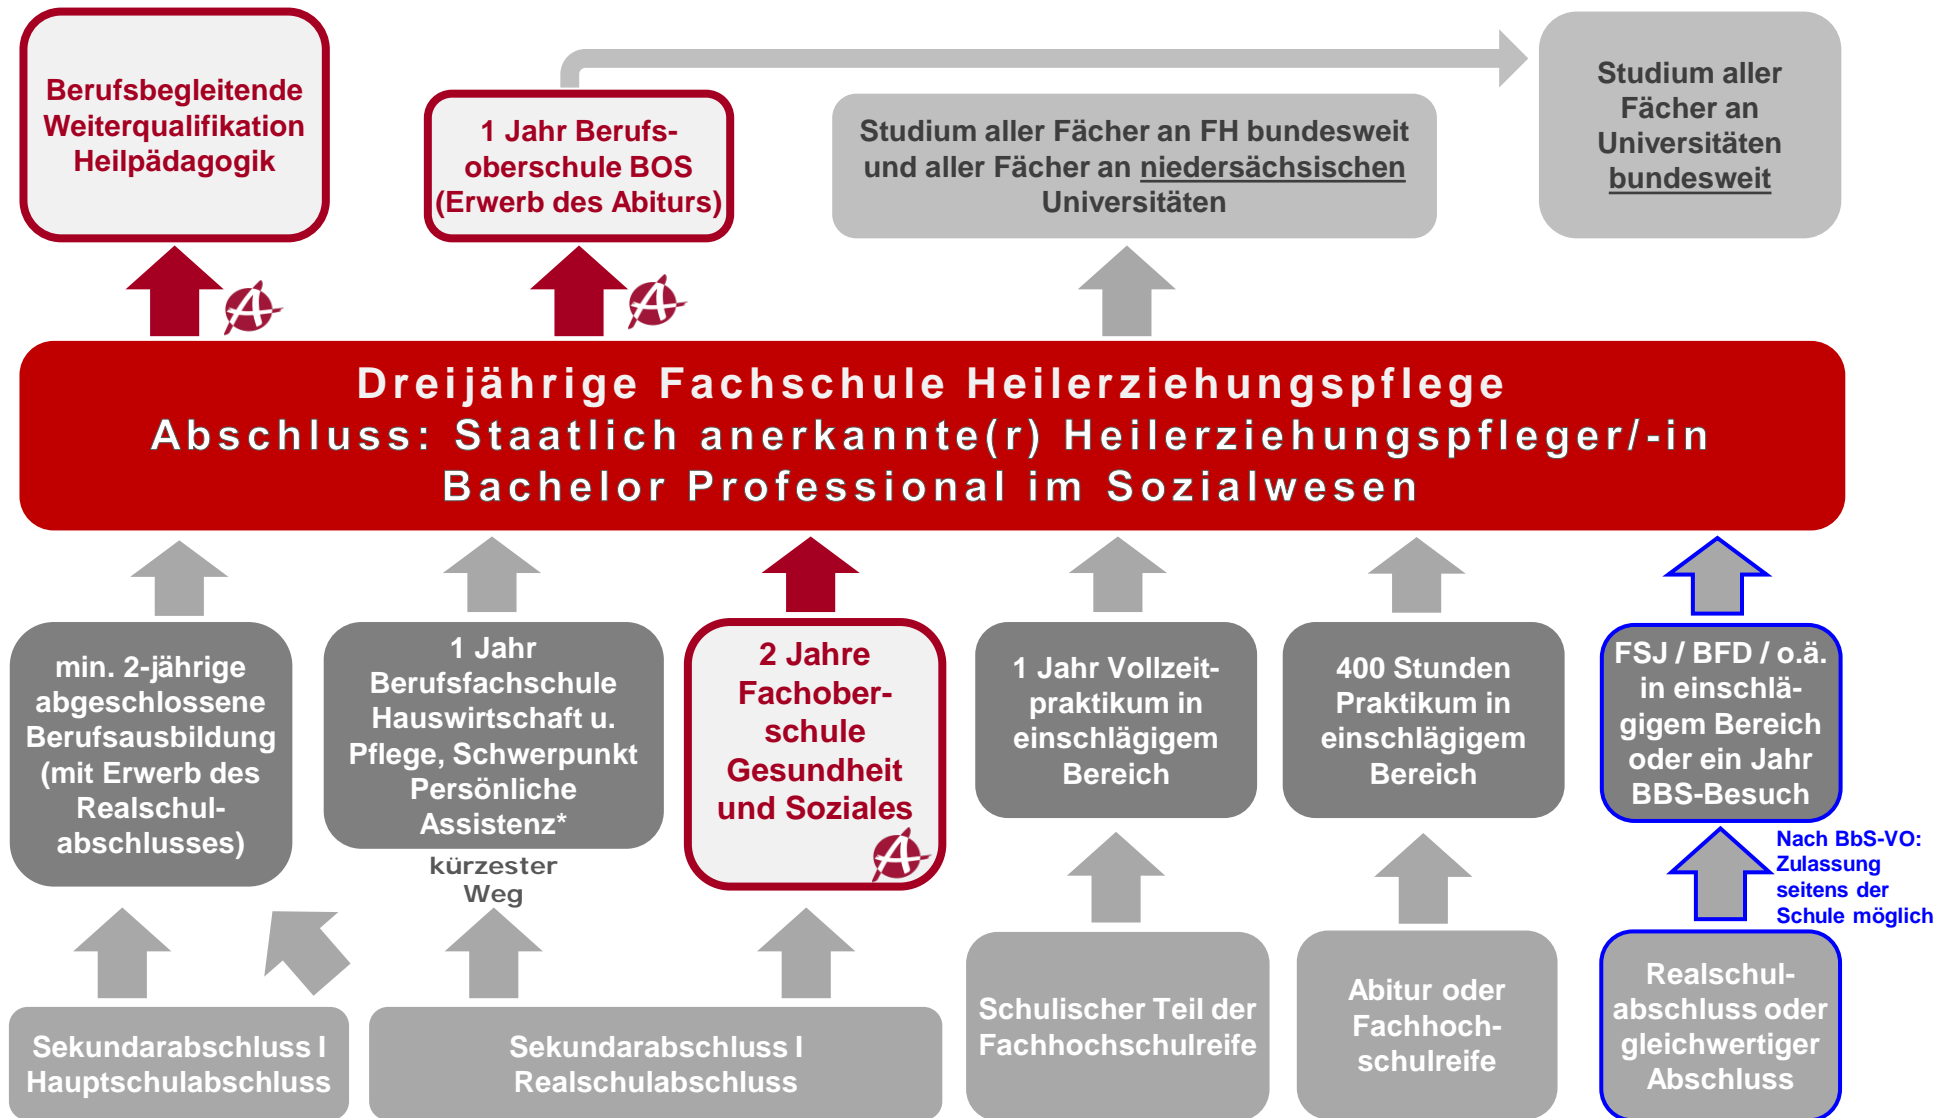 Berufsbegleitende
Weiterqualifikation
Heilpädagogik
1 Jahr Berufs-
oberschule BOS
(Erwerb des Abiturs)
Studium aller Fächer an FH bundesweit
und aller Fächer an niedersächsischen
Universitäten
Studium aller
Fächer an
Universitäten
bundesweit
Dreijährige Fachschule Heilerziehungspflege
Abschluss: Staatlich anerkannte(r) Heilerziehungspfleger/-in
Bachelor Professional im Sozialwesen
min. 2-jährige
abgeschlossene
Berufsausbildung
(mit Erwerb des
Realschul-
abschlusses)
1 Jahr
Berufsfachschule
Hauswirtschaft u.
Pflege, Schwerpunkt
Persönliche
Assistenz*
kürzester
Weg
2 Jahre
Fachober-
schule
Gesundheit
und Soziales
1 Jahr Vollzeit-
praktikum in
einschlägigem
Bereich
400 Stunden
Praktikum in
einschlägigem
Bereich
FSJ / BFD / o.ä.
in einschlä-
gigem Bereich
oder ein Jahr
BBS-Besuch
Nach BbS-VO:
Zulassung
seitens der
Schule möglich
Sekundarabschluss I
Hauptschulabschluss
Sekundarabschluss I
Realschulabschluss
Schulischer Teil der
Fachhochschulreife
Abitur oder
Fachhoch-
schulreife
Realschul-
abschluss oder
gleichwertiger
Abschluss